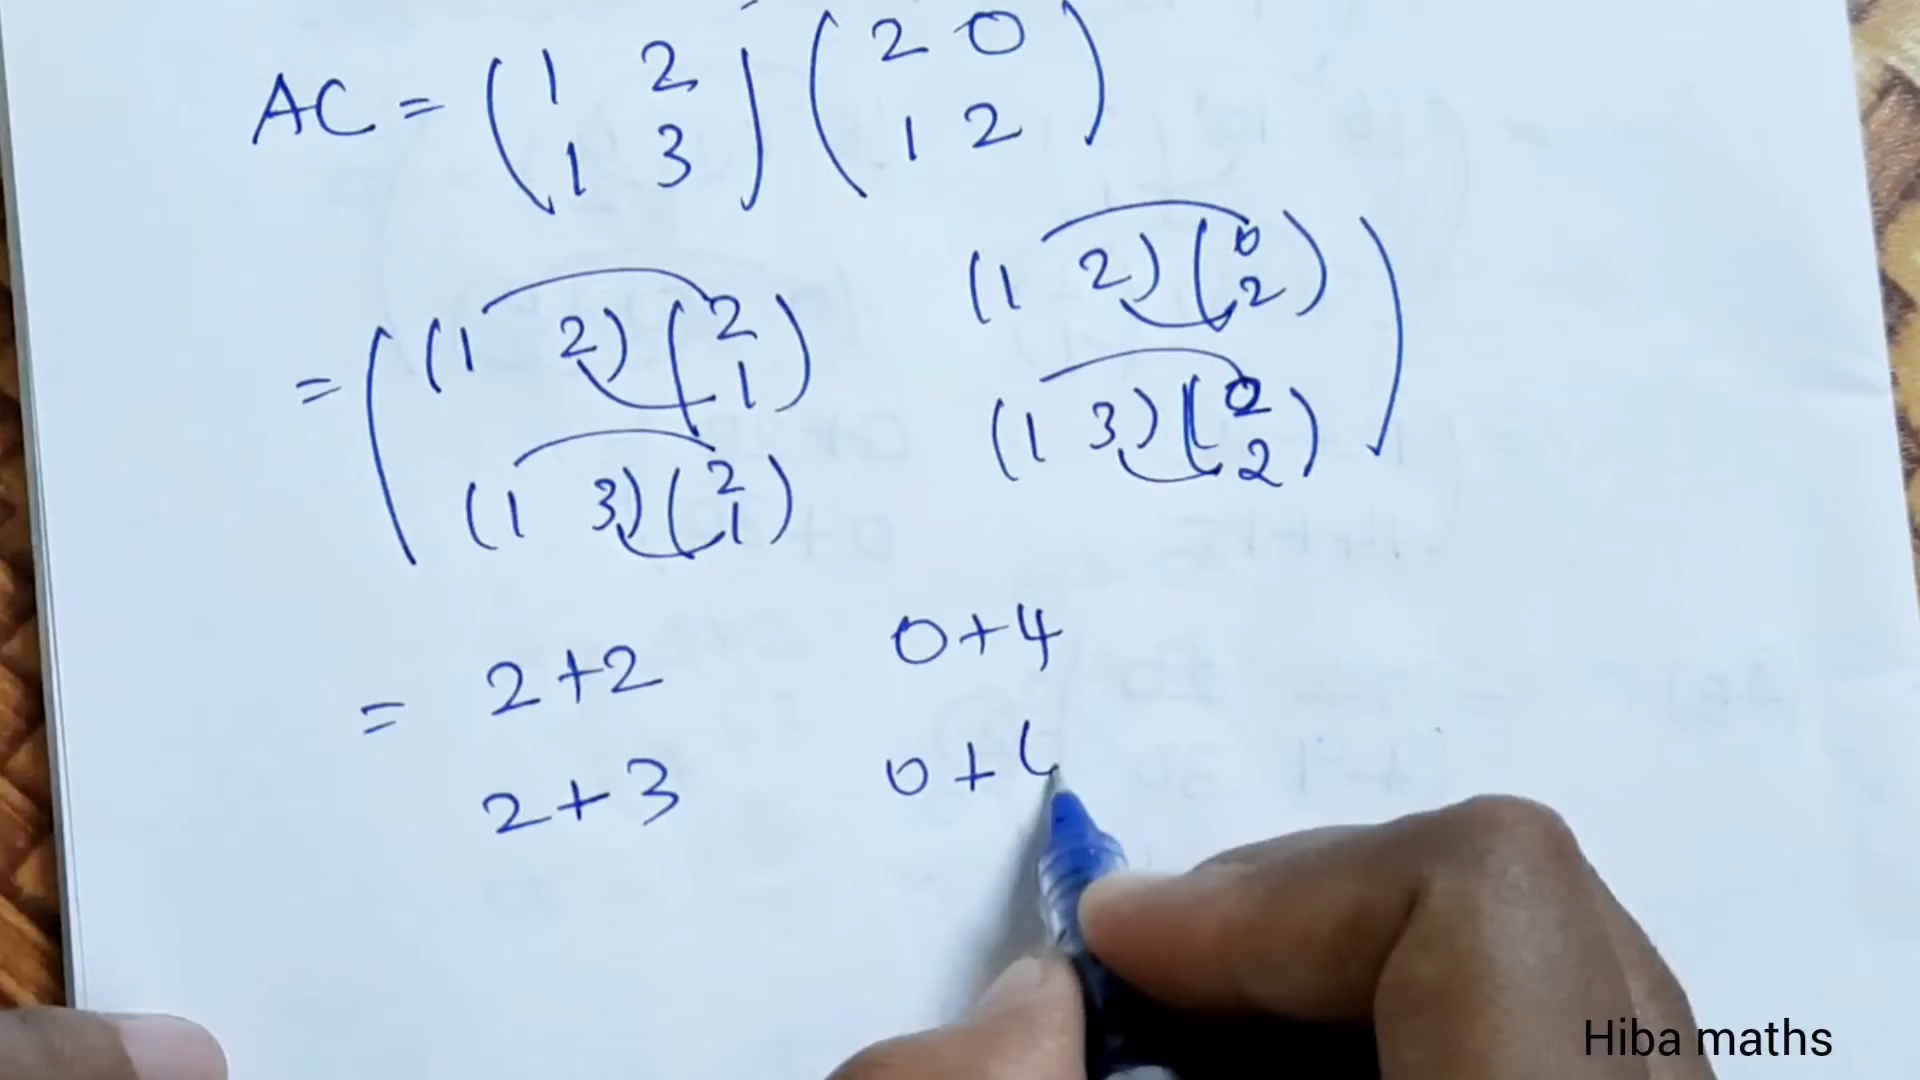 AC = ( 1 2 ) ( 2 0 )
1 3 1 2
= ( (1 2) ( 2 1 ) (1 2) ( 0 2 )
(1 3) ( 2 1 ) (1 3) ( 0 2 ) )
= 2+2 0+4
2+3 0+
Hiba maths